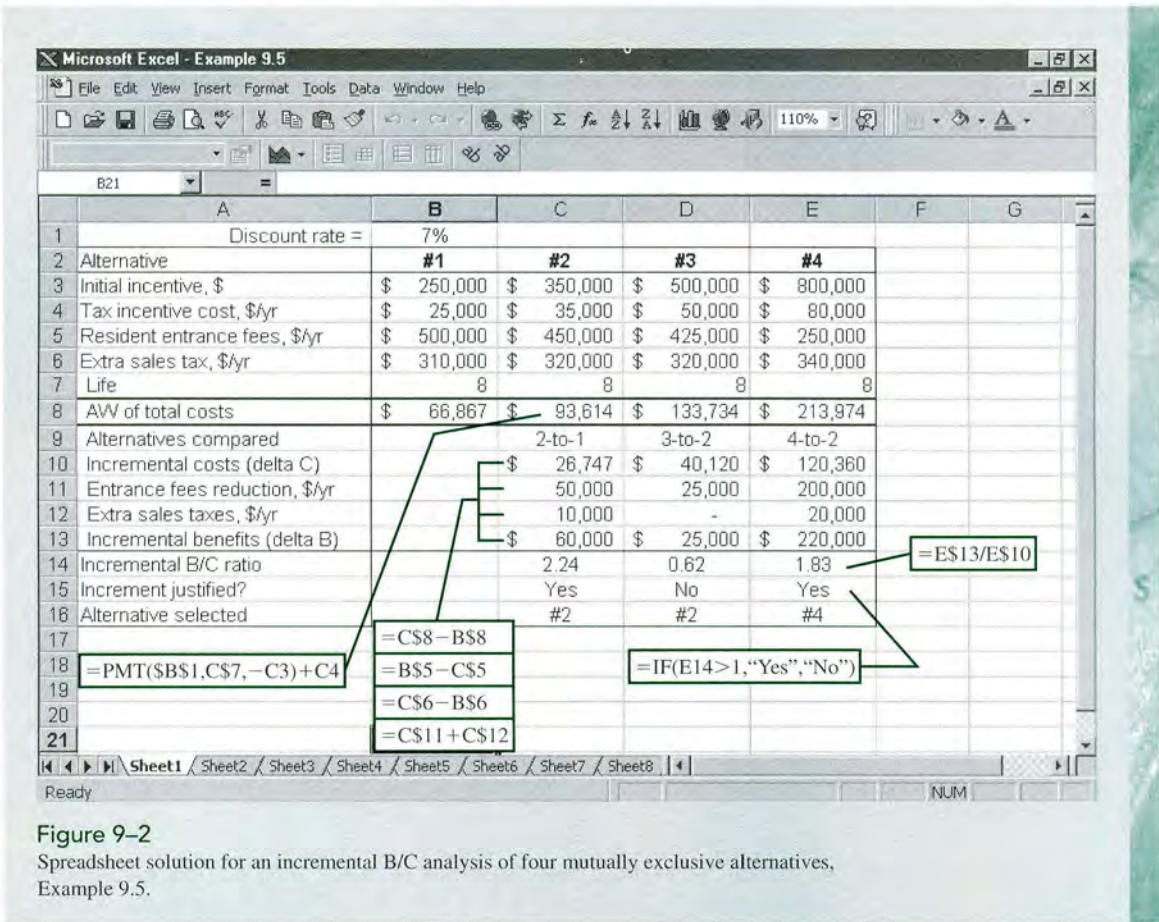 Microsoft Excel - Example 9.5
File Edit View Insert Format Tools Data Window Help
110%
B21 =
A B C D E F G
1 Discount rate = 7%
2 Alternative #1 #2 #3 #4
3 Initial incentive, $ $ 250,000 $ 350,000 $ 500,000 $ 800,000
4 Tax incentive cost, $/yr $ 25,000 $ 35,000 $ 50,000 $ 80,000
5 Resident entrance fees, $/yr $ 500,000 $ 450,000 $ 425,000 $ 250,000
6 Extra sales tax, $/yr $ 310,000 $ 320,000 $ 320,000 $ 340,000
7 Life 8 8 8 8
8 AW of total costs $ 66,867 $ 93,614 $ 133,734 $ 213,974
9 Alternatives compared 2-to-1 3-to-2 4-to-2
10 Incremental costs (delta C) $ 26,747 $ 40,120 $ 120,360
11 Entrance fees reduction, $/yr 50,000 25,000 200,000
12 Extra sales taxes, $/yr 10,000 - 20,000
13 Incremental benefits (delta B) $ 60,000 $ 25,000 $ 220,000
=E$13/E$10
14 Incremental B/C ratio 2.24 0.62 1.83
15 Increment justified? Yes No Yes
16 Alternative selected #2 #2 #4
17
=C$8−B$8
18
=PMT($B$1,C$7,−C3)+C4
=B$5−C$5
=IF(E14>1,“Yes”,“No”)
19
=C$6−B$6
20
=C$11+C$12
21
Sheet1 Sheet2 Sheet3 Sheet4 Sheet5 Sheet6 Sheet7 Sheet8
Ready NUM
Figure 9–2
Spreadsheet solution for an incremental B/C analysis of four mutually exclusive alternatives,
Example 9.5.
S